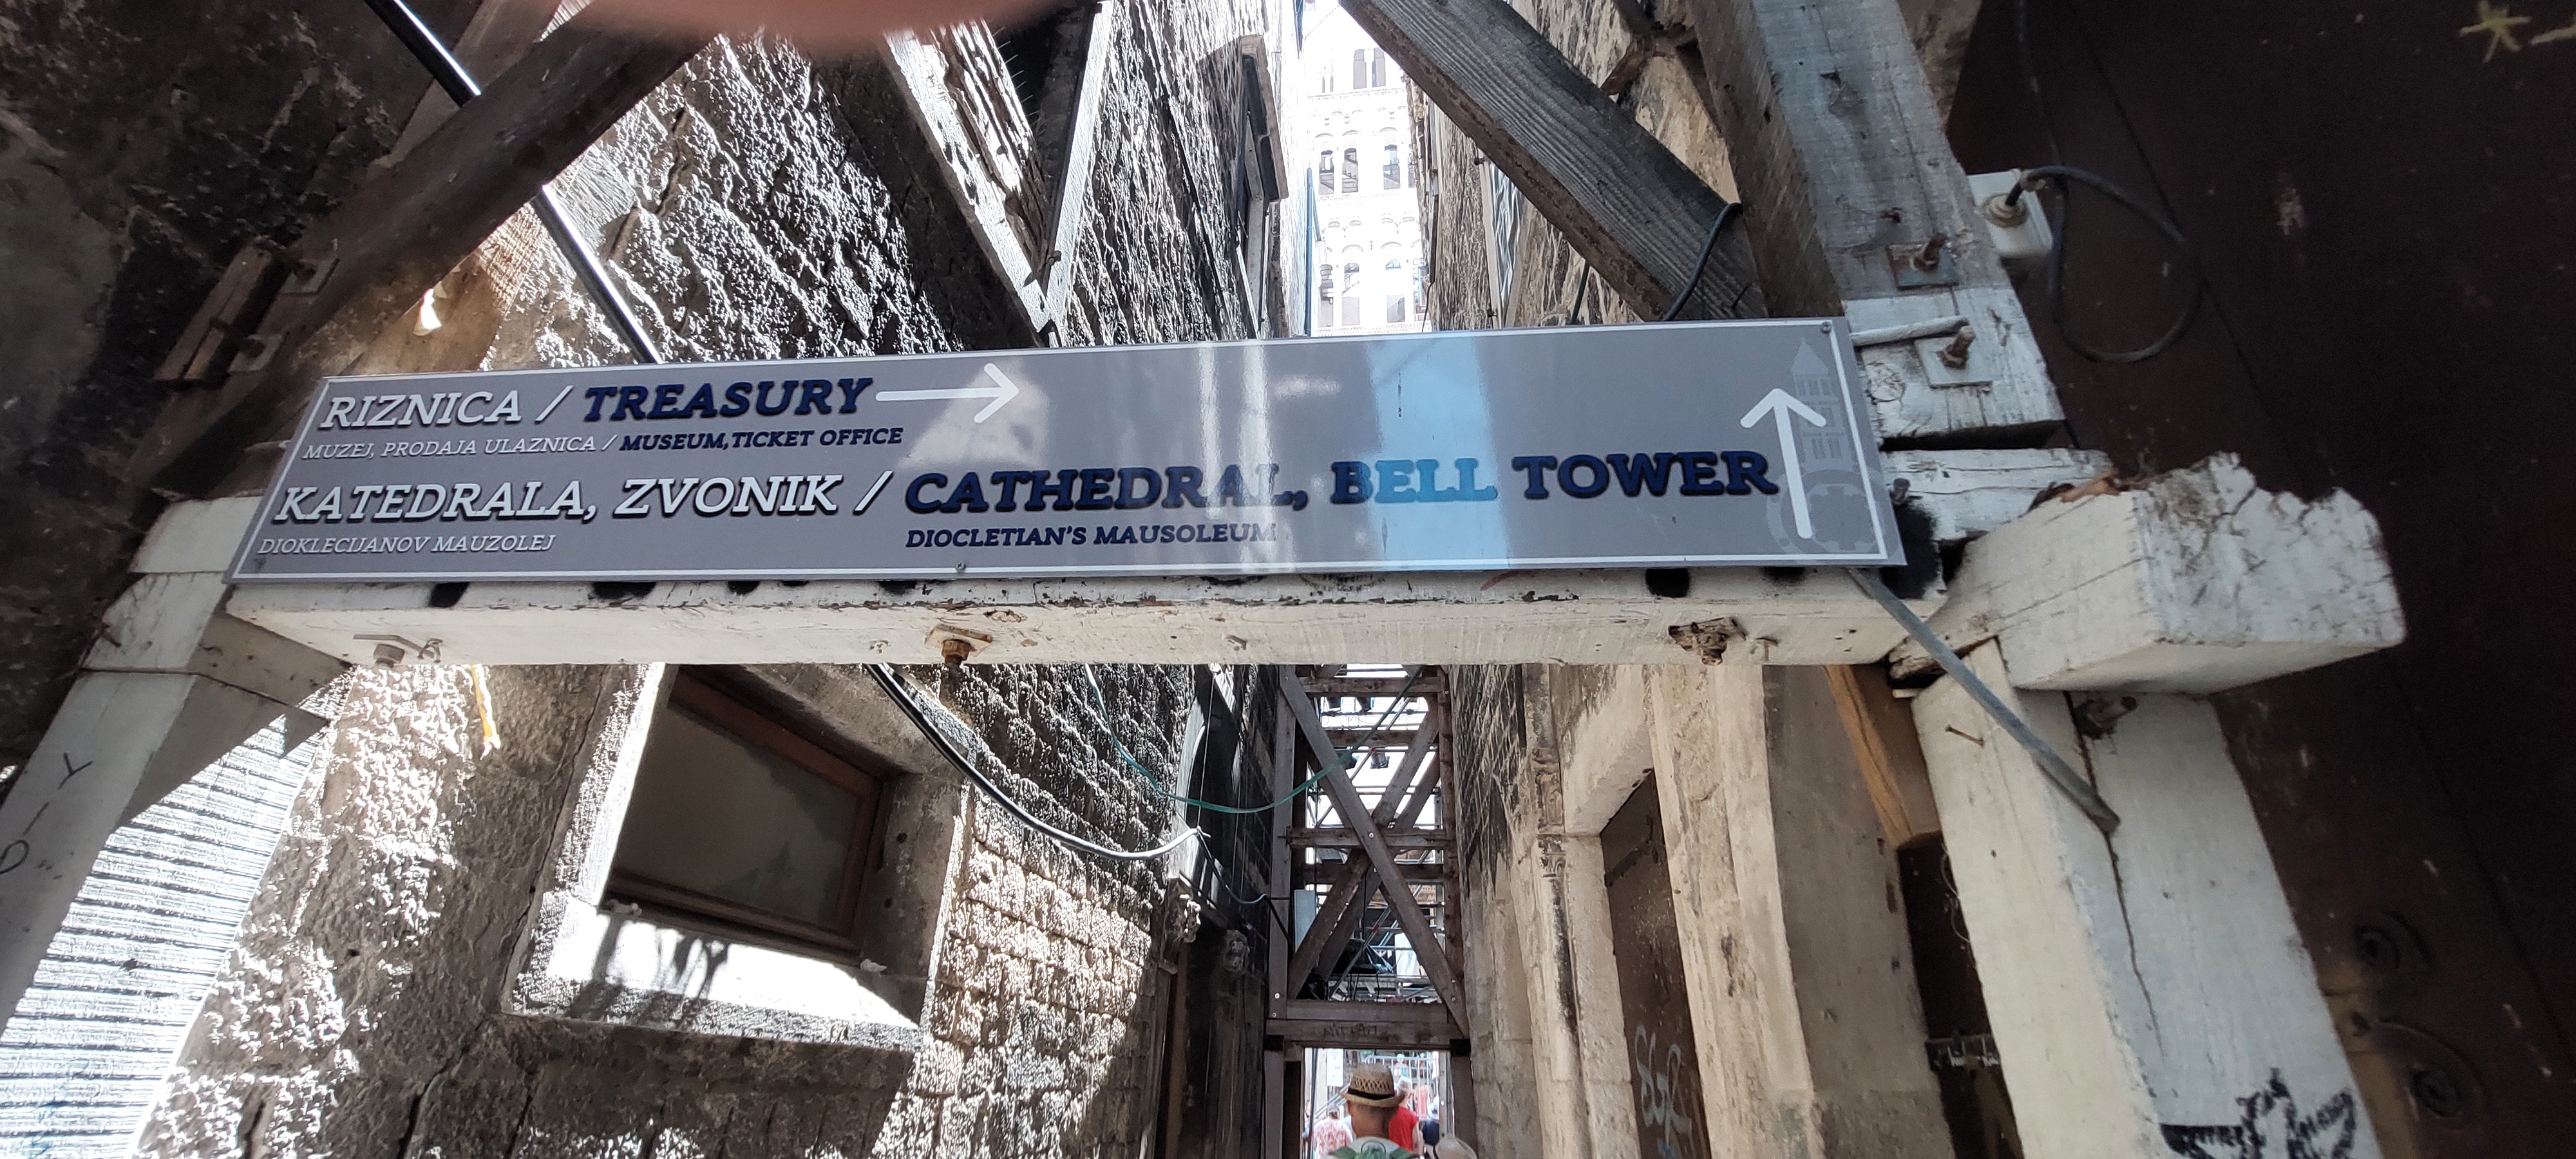 RIZNICA / TREASURY
MUZEJ, PRODAJA ULAZNICA / MUSEUM, TICKET OFFICE
KATEDRALA, ZVONIK / CATHEDRAL, BELL TOWER
DIOKLECIJANOV MAUZOLEJ DIOCLETIAN'S MAUSOLEUM